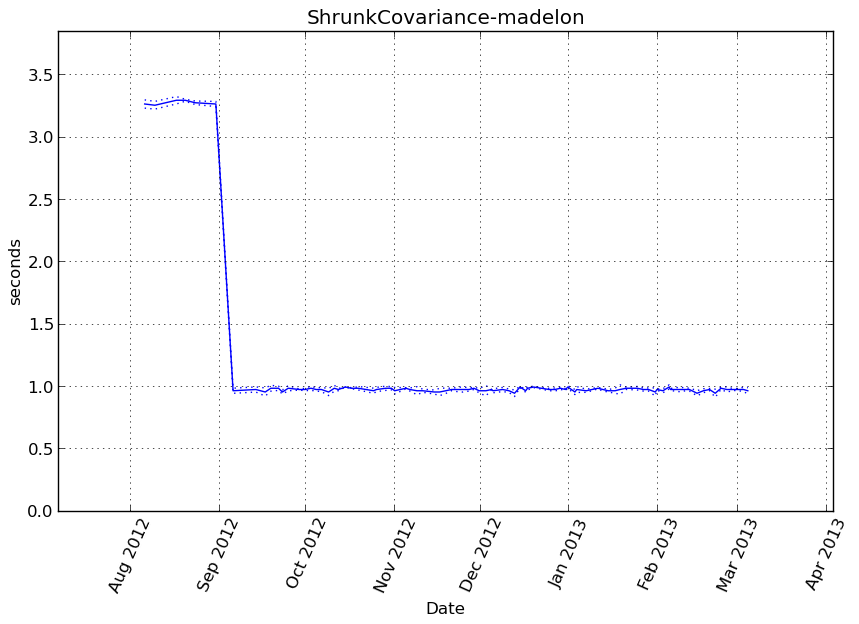 ShrunkCovariance-madelon
3.5
3.0
2.5
2.0
1.5
1.0
0.5
0.0
seconds
Aug 2012
Sep 2012
Oct 2012
Nov 2012
Dec 2012
Jan 2013
Feb 2013
Mar 2013
Apr 2013
Date